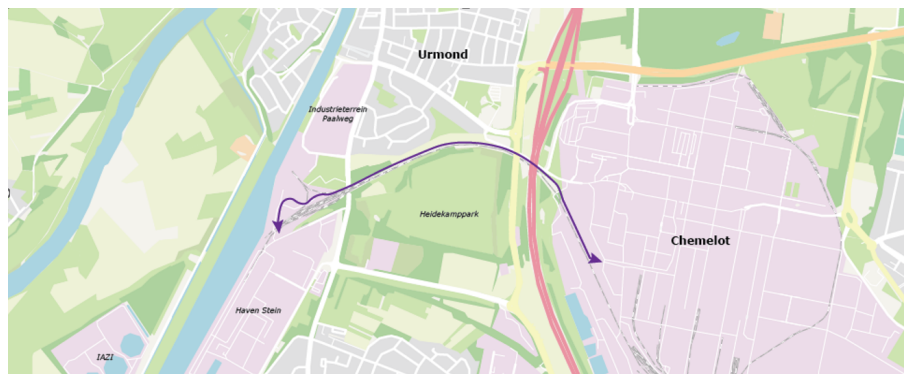 Urmond
Industrieterrein
Paalweg
Heidekamppark
Chemelot
Haven Stein
IAZI